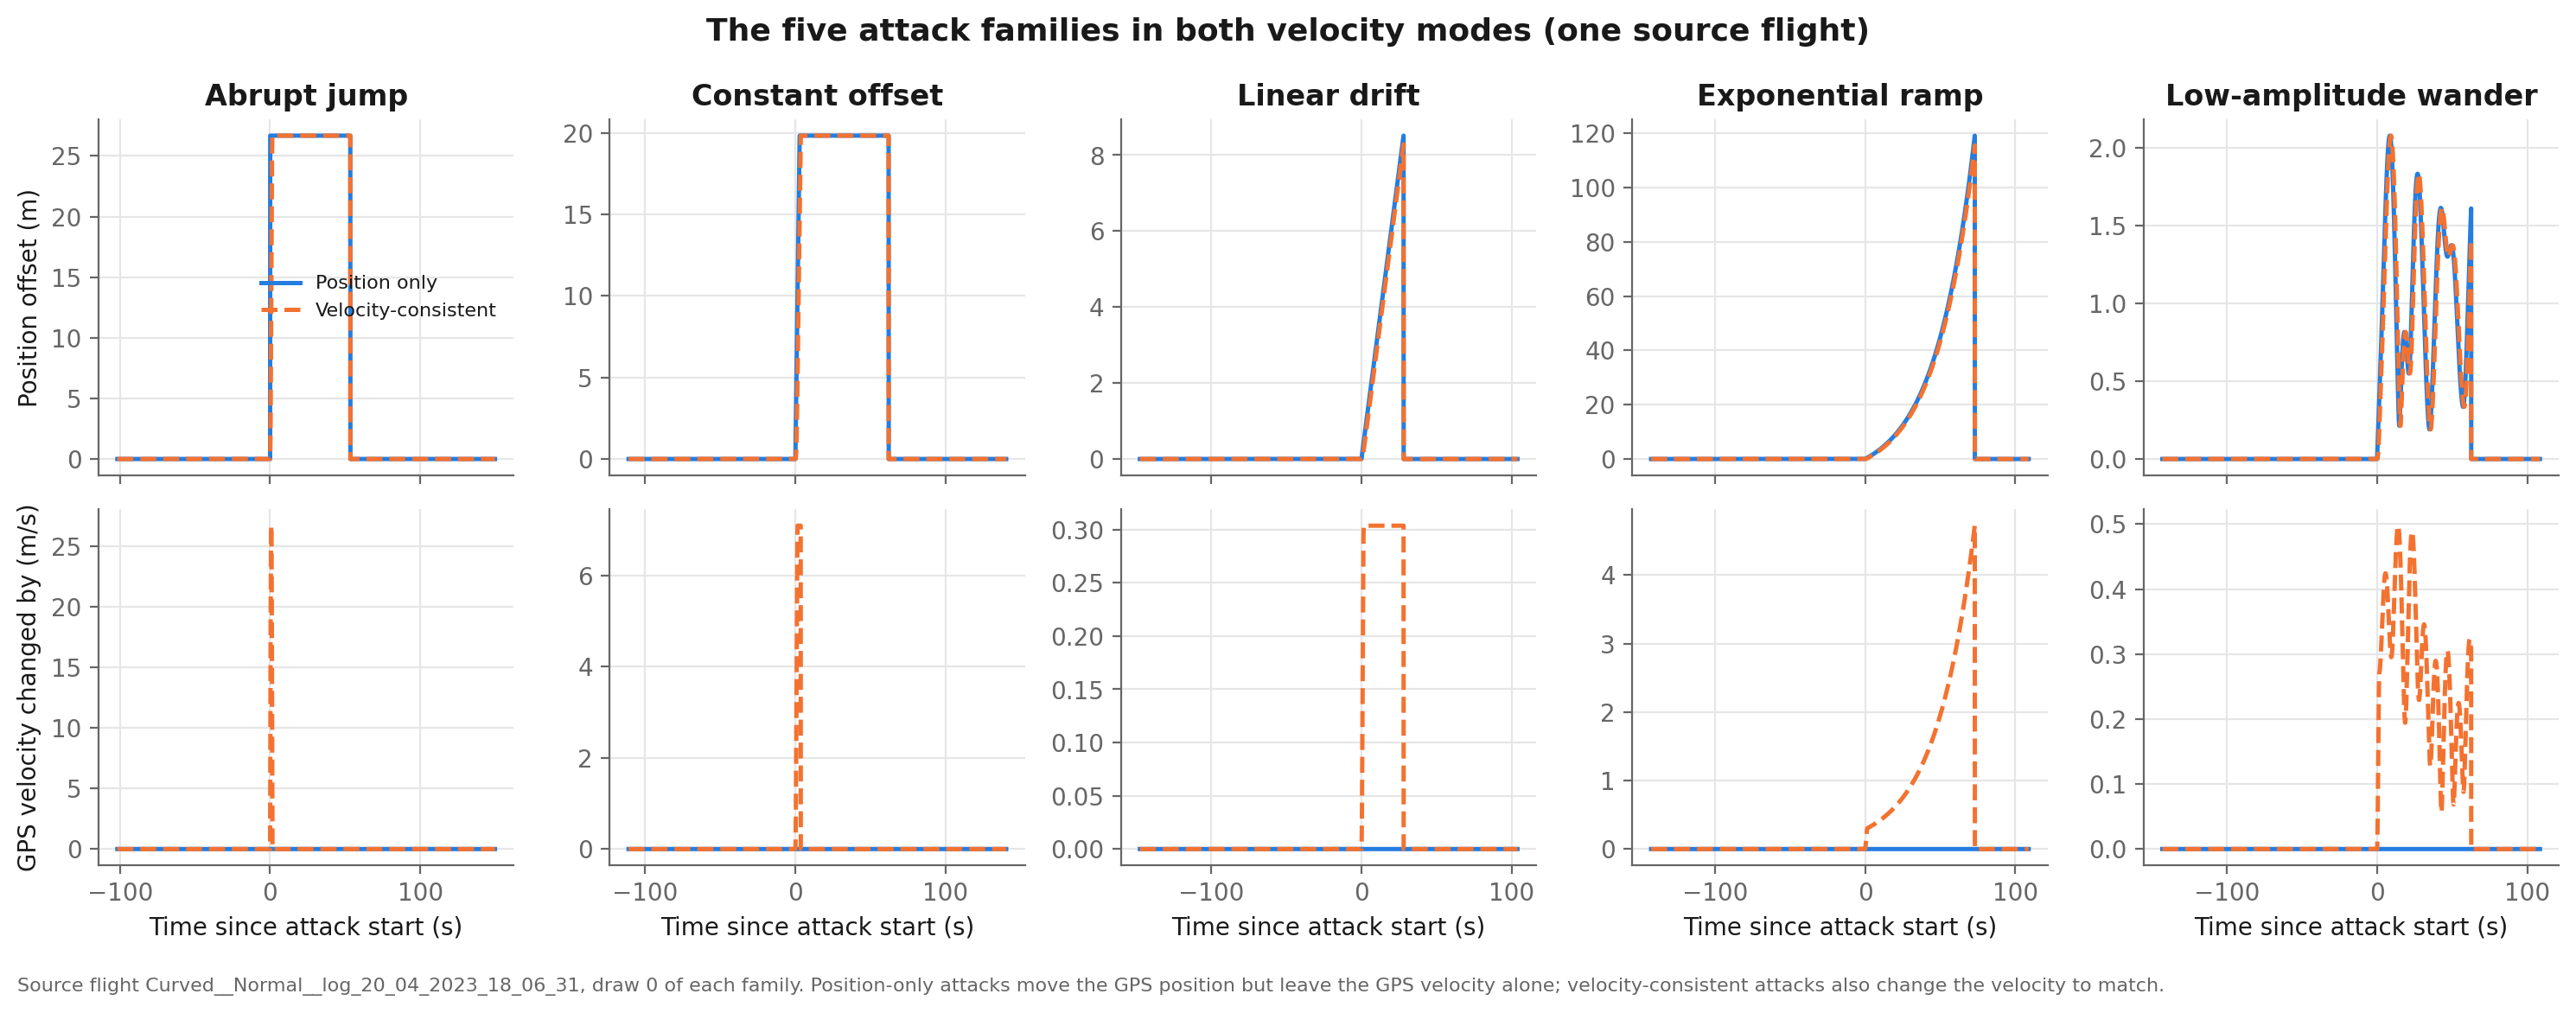 The five attack families in both velocity modes (one source flight)
Abrupt jump
Constant offset
Linear drift
Exponential ramp
Low-amplitude wander
Position offset (m)
25
20
15
10
5
0
Position only
Velocity-consistent
20
15
10
5
0
8
6
4
2
0
120
100
80
60
40
20
0
2.0
1.5
1.0
0.5
0.0
GPS velocity changed by (m/s)
25
20
15
10
5
0
−100 0 100
Time since attack start (s)
6
4
2
0
−100 0 100
Time since attack start (s)
0.30
0.25
0.20
0.15
0.10
0.05
0.00
−100 0 100
Time since attack start (s)
4
3
2
1
0
−100 0 100
Time since attack start (s)
0.5
0.4
0.3
0.2
0.1
0.0
−100 0 100
Time since attack start (s)
Source flight Curved__Normal__log_20_04_2023_18_06_31, draw 0 of each family. Position-only attacks move the GPS position but leave the GPS velocity alone; velocity-consistent attacks also change the velocity to match.